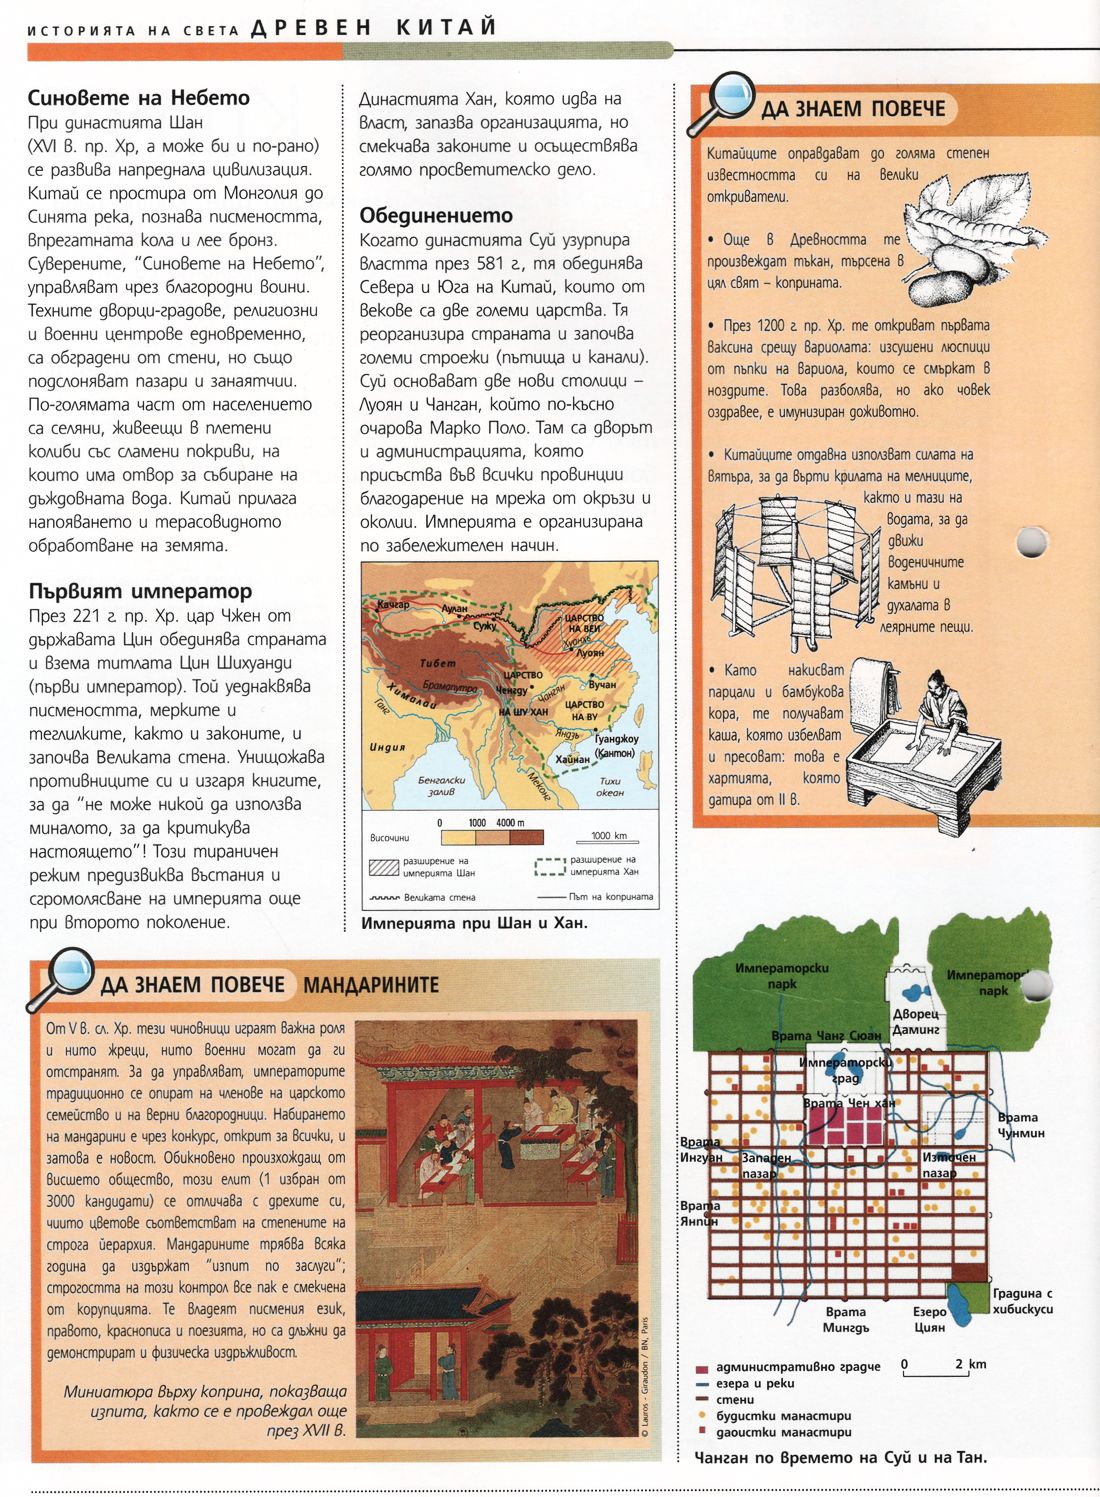 ИСТОРИЯТА НА СВЕТА ДРЕВЕН КИТАЙ
Синовете на Небето
При династията Шан
(XVI в. пр. Хр, а може би и по-рано)
се развива напреднала цивилизация.
Китай се простира от Монголия до
Синята река, познава писмеността,
впрегатната кола и лее бронз.
Суверените, “Синовете на Небето”,
управляват чрез благородни воини.
Техните дворци-градове, религиозни
и военни центрове едновременно,
са обградени от стени, но също
подслоняват пазари и занаятчии.
По-голямата част от населението
са селяни, живеещи в плетени
колиби със сламени покриви, на
които има отвор за събиране на
дъждовната вода. Китай прилага
напояването и терасовидното
обработване на земята.
Първият император
През 221 г. пр. Хр. цар Чжен от
държавата Цин обединява страната
и взема титлата Цин Шихуанди
(първи император). Той уеднаквява
писмеността, мерките и
теглилките, както и законите, и
започва Великата стена. Унищожава
противниците си и изгаря книгите,
за да “не може никой да използва
миналото, за да критикува
настоящето”! Този тираничен
режим предизвиква въстания и
сгромолясване на империята още
при второто поколение.
Династията Хан, която идва на
власт, запазва организацията, но
смекчава законите и осъществява
голямо просветителско дело.
Обединението
Когато династията Суй узурпира
властта през 581 г., тя обединява
Севера и Юга на Китай, които от
векове са две големи царства. Тя
реорганизира страната и започва
големи строежи (пътища и канали).
Суй основават две нови столици –
Луоян и Чанган, който по-късно
очарова Марко Поло. Там са дворът
и администрацията, която
присъства във всички провинции
благодарение на мрежа от окръзи и
околии. Империята е организирана
по забележителен начин.
Качгар
Лулан
Сужу
ЦАРСТВО
НА ВЕИ
Хуанхъ
Луоян
Тибет
Брамапутра
Хималаи
Ганг
ЦАРСТВО
Ченгду
НА ШУ ХАН
Чангян
Вучан
ЦАРСТВО
НА ВУ
Яндзъ
Гуанджоу
(Кантон)
Хайнан
Индия
Бенгалски
залив
Меконг
Тихи
океан
0 1000 4000 m
Височини
1000 km
разширение на
империята Шан
разширение на
империята Хан
Великата стена
Път на коприната
Империята при Шан и Хан.
ДА ЗНАЕМ ПОВЕЧЕ
Китайците оправдават до голяма степен
известността си на велики
откриватели.
• Още в Древността те
произвеждат тъкан, търсена в
цял свят – коприната.
• През 1200 г. пр. Хр. те откриват първата
ваксина срещу вариолата: изсушени люспици
от пъпки на вариола, които се смъркат в
ноздрите. Това разболява, но ако човек
оздравее, е имунизиран доживотно.
• Китайците отдавна използват силата на
вятъра, за да върти крилата на мелниците,
както и тази на
водата, за да
движи
воденичните
камъни и
духалата в
леярните пещи.
• Като накисват
парцали и бамбукова
кора, те получават
каша, която избелват
и пресоват: това е
хартията, която
датира от II в.
ДА ЗНАЕМ ПОВЕЧЕ МАНДАРИНИТЕ
От V в. сл. Хр. тези чиновници играят важна роля
и нито жреци, нито военни могат да ги
отстранят. За да управляват, императорите
традиционно се опират на членове на царското
семейство и на верни благородници. Набирането
на мандарини е чрез конкурс, открит за всички, и
затова е новост. Обикновено произхождащ от
висшето общество, този елит (1 избран от
3000 кандидати) се отличава с дрехите си,
чиито цветове съответстват на степените на
строга йерархия. Мандарините трябва всяка
година да издържат “изпит по заслуги”;
строгостта на този контрол все пак е смекчена
от корупцията. Те владеят писмения език,
правото, краснописа и поезията, но са длъжни да
демонстрират и физическа издръжливост.
Миниатюра върху коприна, показваща
изпита, както се е провеждал още
през XVII в.
© Lauros - Giraudon / BN, Paris
Императорски
парк
Императорски
парк
Дворец
Даминг
Врата Чанг Сюан
Императорски
град
Врата Чен хан
Врата
Чунмин
Врата
Ингуан
Западен
пазар
Източен
пазар
Врата
Янпин
Врата
Мингдъ
Езеро
Циян
Градина с
хибискуси
административно градче
езера и реки
стени
будистки манастири
даоистки манастири
0 2 km
Чанган по времето на Суй и на Тан.